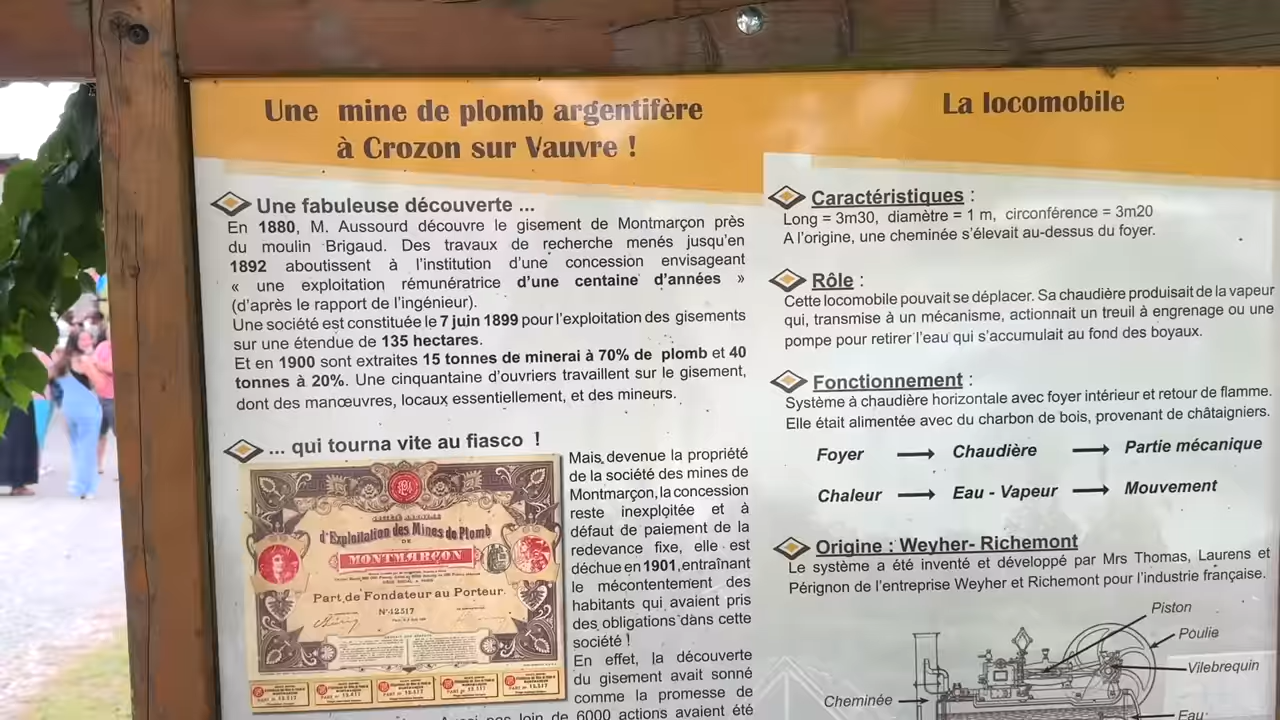 Une mine de plomb argentifère
à Crozon sur Vauvre !
Une fabuleuse découverte ...
En 1880, M. Aussourd découvre le gisement de Montmarçon près
du moulin Brigaud. Des travaux de recherche menés jusqu'en
1892 aboutissent à l'institution d'une concession envisageant
« une exploitation rémunératrice d'une centaine d'années »
(d'après le rapport de l'ingénieur).
Une société est constituée le 7 juin 1899 pour l'exploitation des gisements
sur une étendue de 135 hectares.
Et en 1900 sont extraites 15 tonnes de minerai à 70% de plomb et 40
tonnes à 20%. Une cinquantaine d'ouvriers travaillent sur le gisement,
dont des manœuvres, locaux essentiellement, et des mineurs.
... qui tourna vite au fiasco !
Mais, devenue la propriété
de la société des mines de
Montmarçon, la concession
reste inexploitée et à
défaut de paiement de la
redevance fixe, elle est
déchue en 1901, entraînant
le mécontentement des
habitants qui avaient pris
des obligations dans cette
société !
En effet, la découverte
du gisement avait sonné
comme la promesse de
pas loin de 6000 actions avaient été
d'Exploitation des Mines de Plomb
DE
MONTMARÇON
Part de Fondateur au Porteur.
N° 12517
La locomobile
Caractéristiques :
Long = 3m30, diamètre = 1 m, circonférence = 3m20
A l'origine, une cheminée s'élevait au-dessus du foyer.
Rôle :
Cette locomobile pouvait se déplacer. Sa chaudière produisait de la vapeur
qui, transmise à un mécanisme, actionnait un treuil à engrenage ou une
pompe pour retirer l'eau qui s'accumulait au fond des boyaux.
Fonctionnement :
Système à chaudière horizontale avec foyer intérieur et retour de flamme.
Elle était alimentée avec du charbon de bois, provenant de châtaigniers.
Foyer → Chaudière → Partie mécanique
Chaleur → Eau - Vapeur → Mouvement
Origine : Weyher- Richemont
Le système a été inventé et développé par Mrs Thomas, Laurens et
Pérignon de l'entreprise Weyher et Richemont pour l'industrie française.
Piston
Poulie
Vilebrequin
Cheminée
Eau